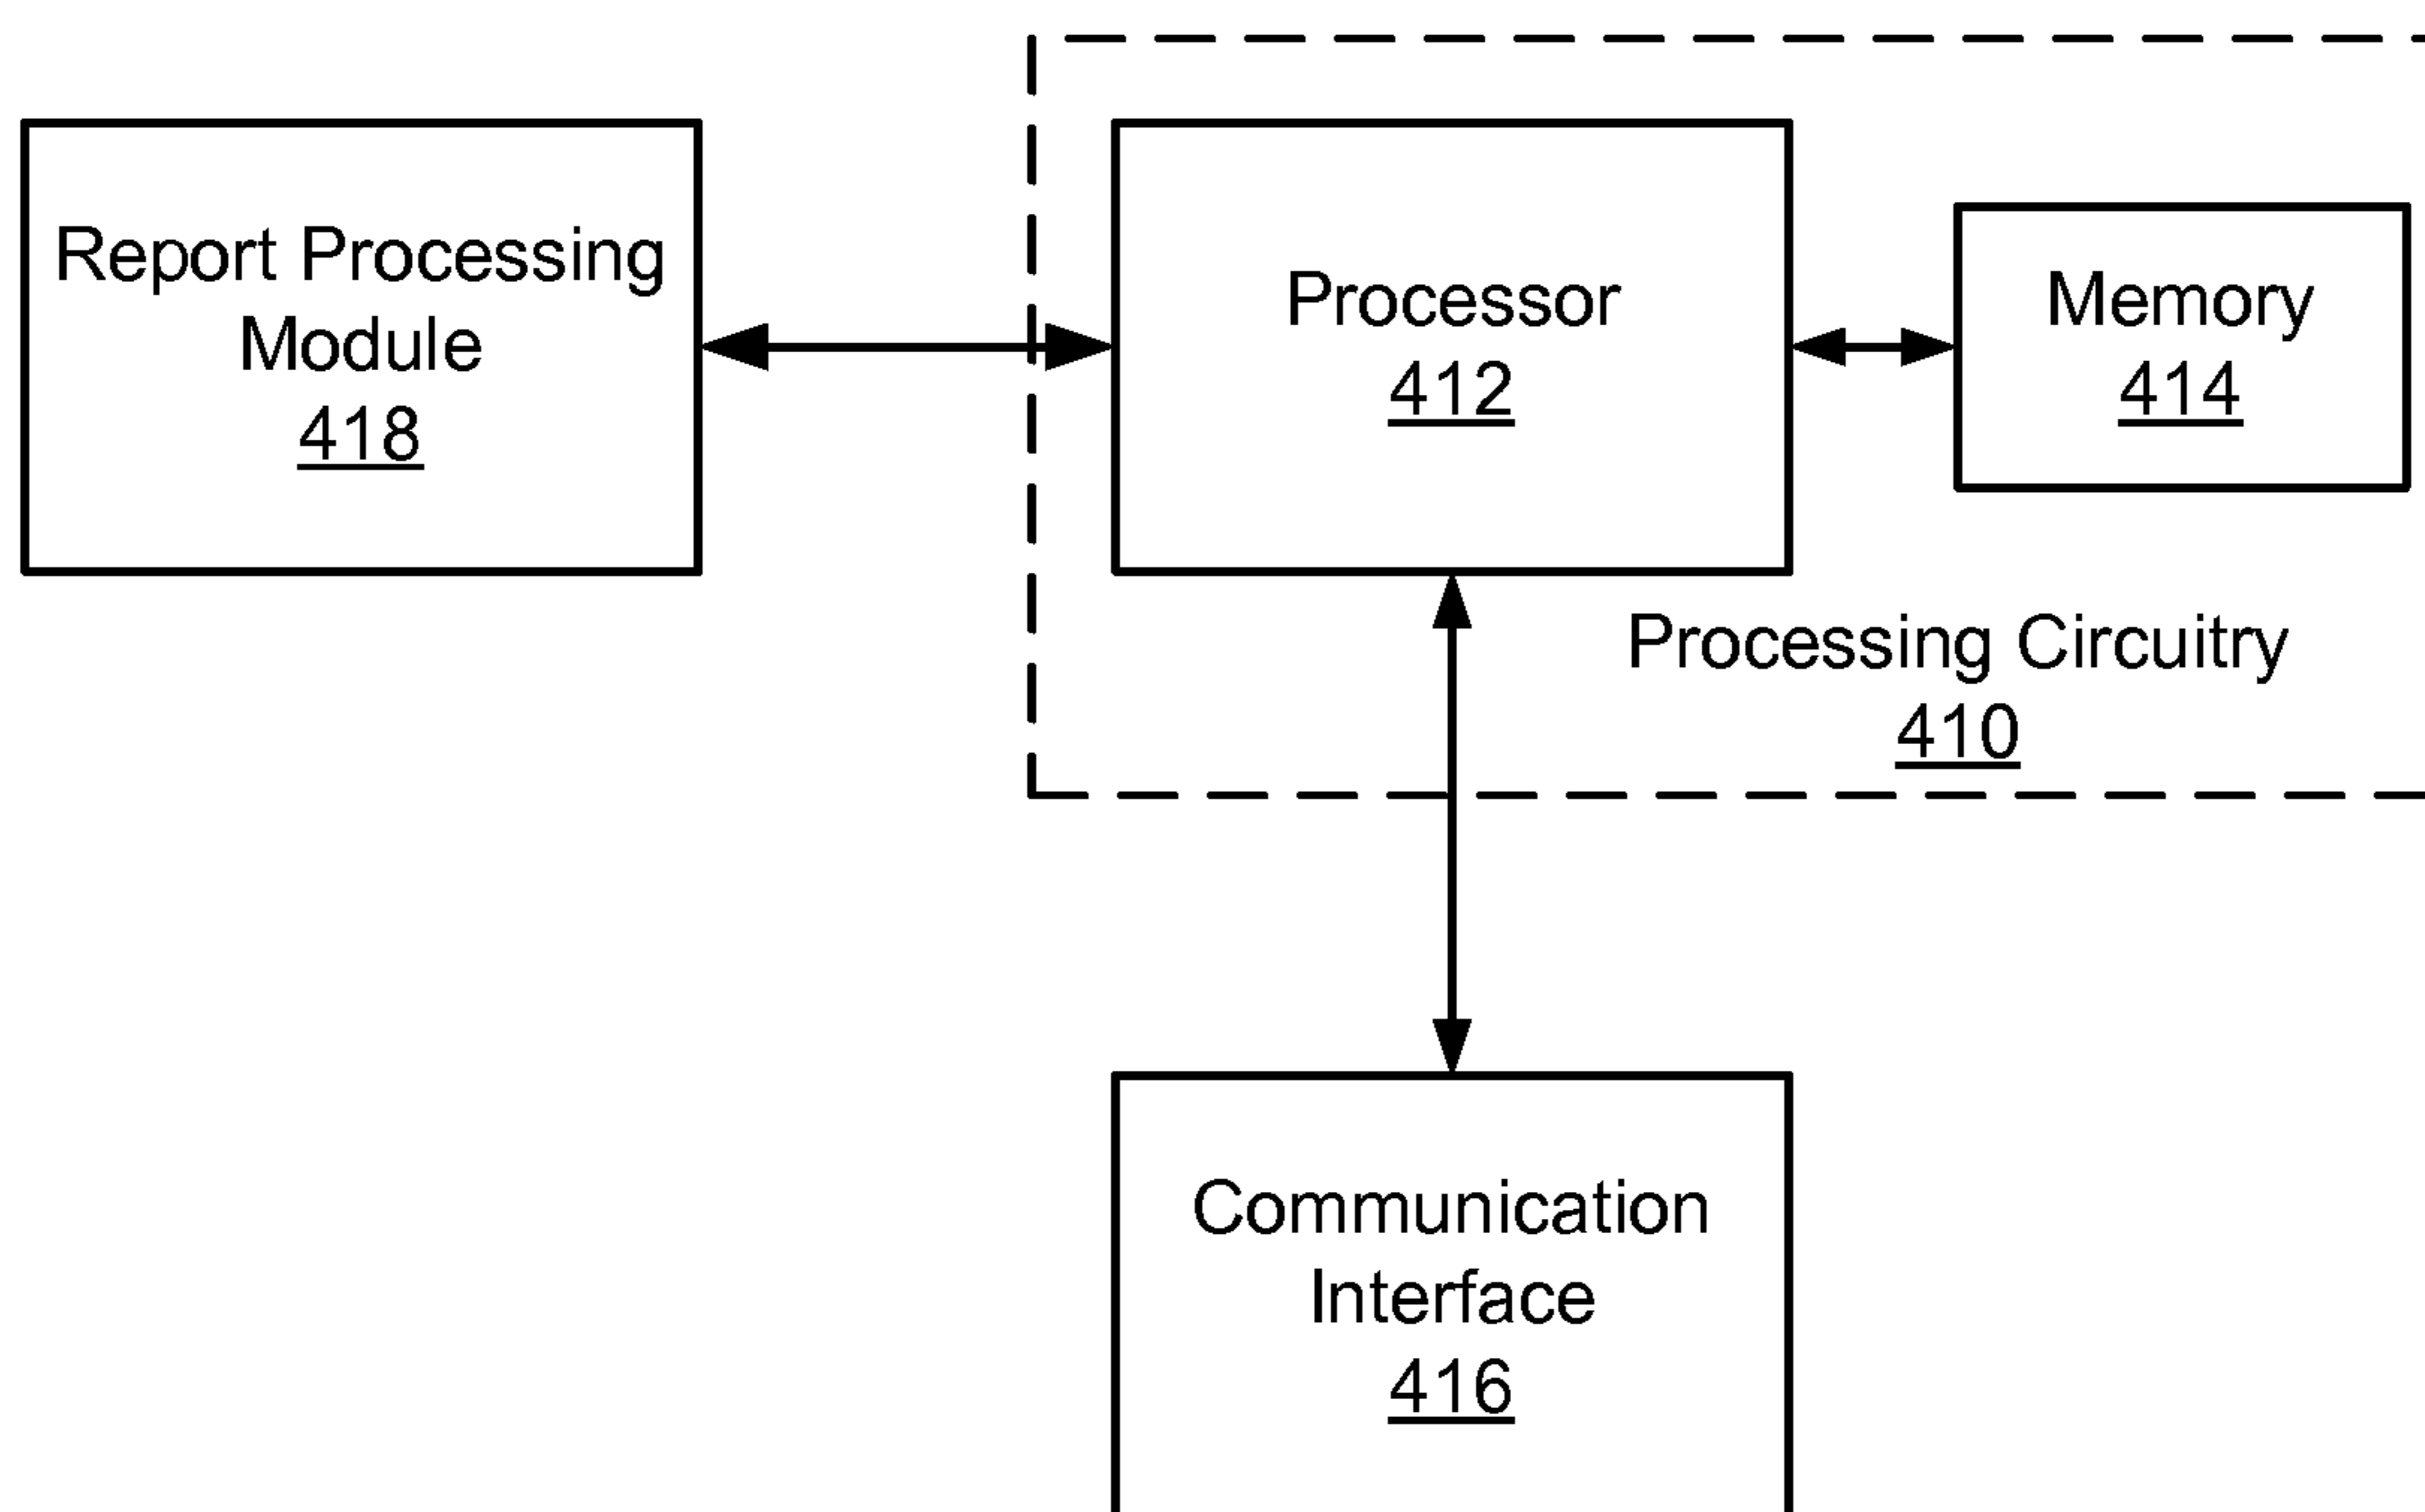 Report Processing
Module
418
Processor
412
Memory
414
Processing Circuitry
410
Communication
Interface
416